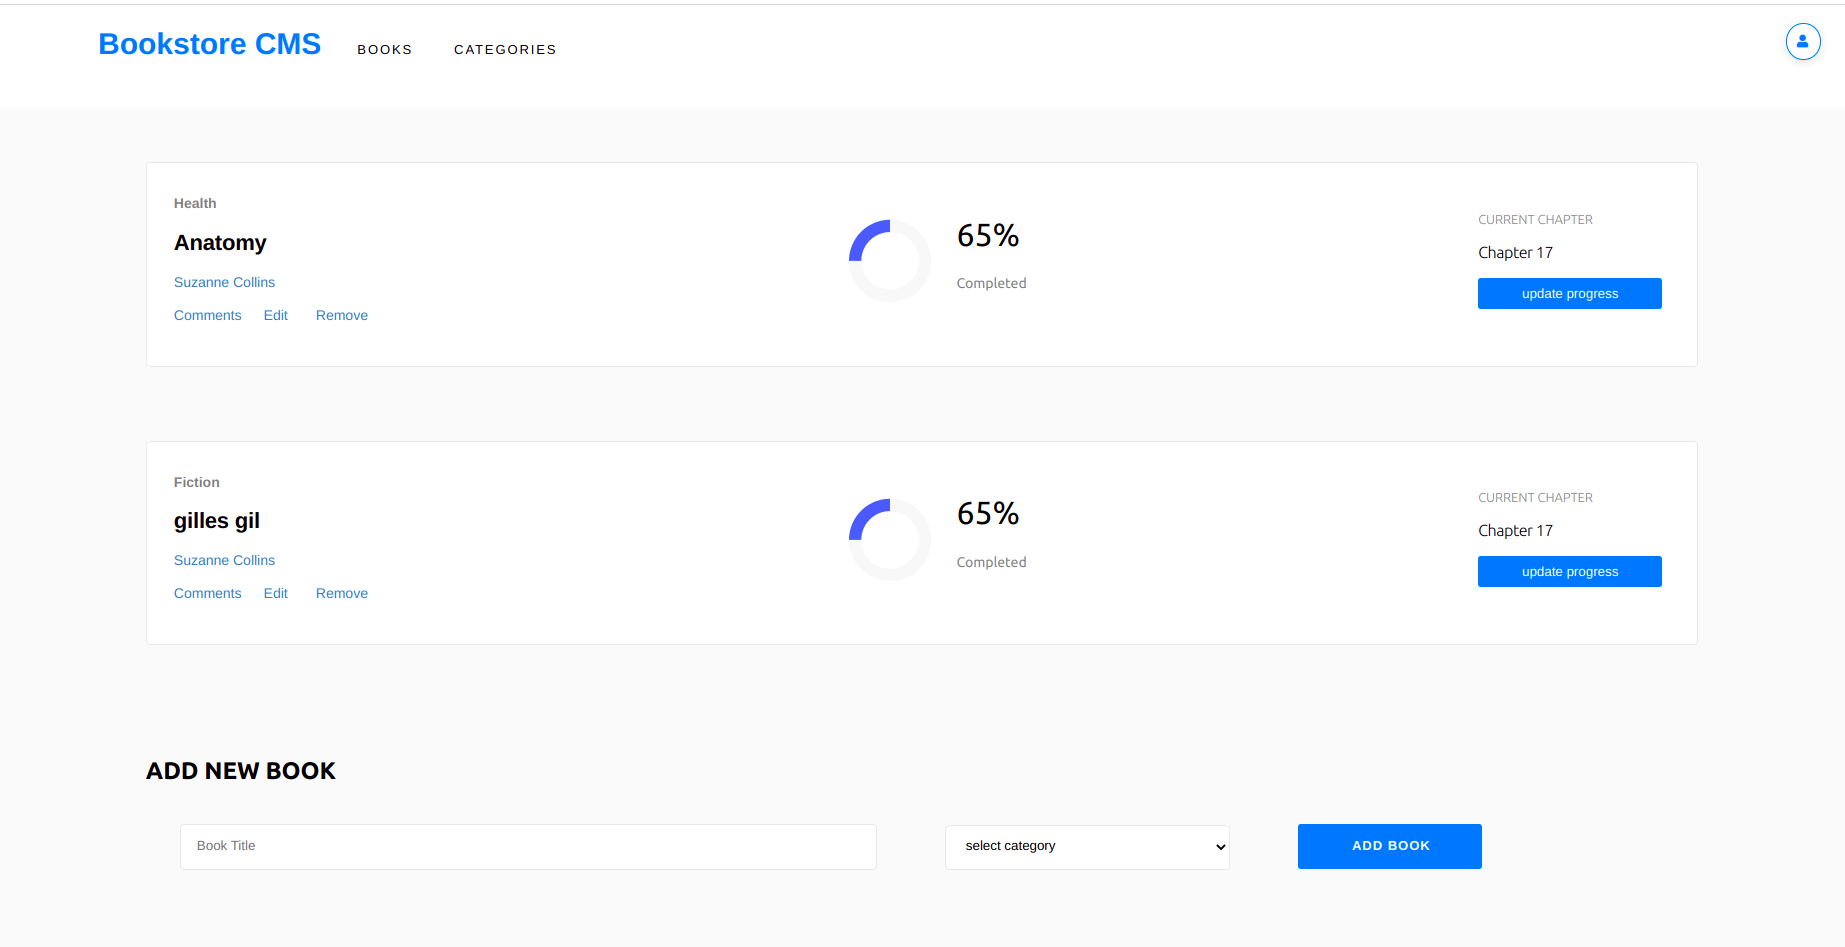 Bookstore CMS BOOKS CATEGORIES
Health
Anatomy
Suzanne Collins
Comments Edit Remove
65%
Completed
CURRENT CHAPTER
Chapter 17
update progress
Fiction
gilles gil
Suzanne Collins
Comments Edit Remove
65%
Completed
CURRENT CHAPTER
Chapter 17
update progress
ADD NEW BOOK
Book Title select category ADD BOOK